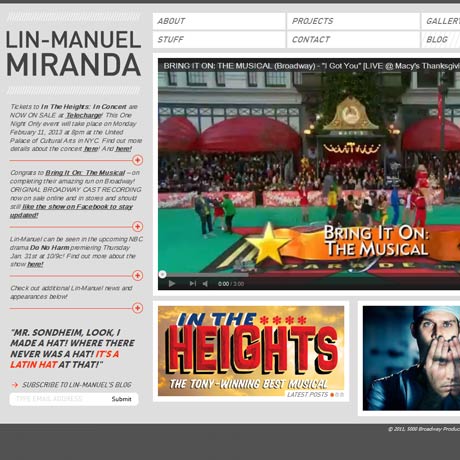 LIN-MANUEL
MIRANDA
ABOUT
PROJECTS
GALLERY
STUFF
CONTACT
BLOG
Tickets to In The Heights: In Concert are
NOW ON SALE at Telecharge! This One
Night Only event will take place on Monday
February 11, 2013 at 8pm at the United
Palace of Cultural Arts in NYC. Find out more
details about the concert here! And here!
Congrats to Bring It On: The Musical – on
completing their amazing run on Broadway!
ORIGINAL BROADWAY CAST RECORDING
now on sale online and in stores and should
still like the show on Facebook to stay
updated!
Lin-Manuel can be seen in the upcoming NBC
drama Do No Harm premiering Thursday
Jan. 31st at 10/9c! Find out more about the
show here!
Check out additional Lin-Manuel news and
appearances below!
"MR. SONDHEIM, LOOK, I
MADE A HAT! WHERE THERE
NEVER WAS A HAT! IT'S A
LATIN HAT AT THAT!"
SUBSCRIBE TO LIN-MANUEL'S BLOG
TYPE EMAIL ADDRESS
Submit
BRING IT ON: THE MUSICAL (Broadway) - "I Got You" [LIVE @ Macy's Thanksgivi
BRING IT ON:
THE MUSICAL
PARADE
0:00 / 3:00
IN THE
HEIGHTS
THE TONY-WINNING BEST MUSICAL
LATEST POSTS
© 2011, 5000 Broadway Produc